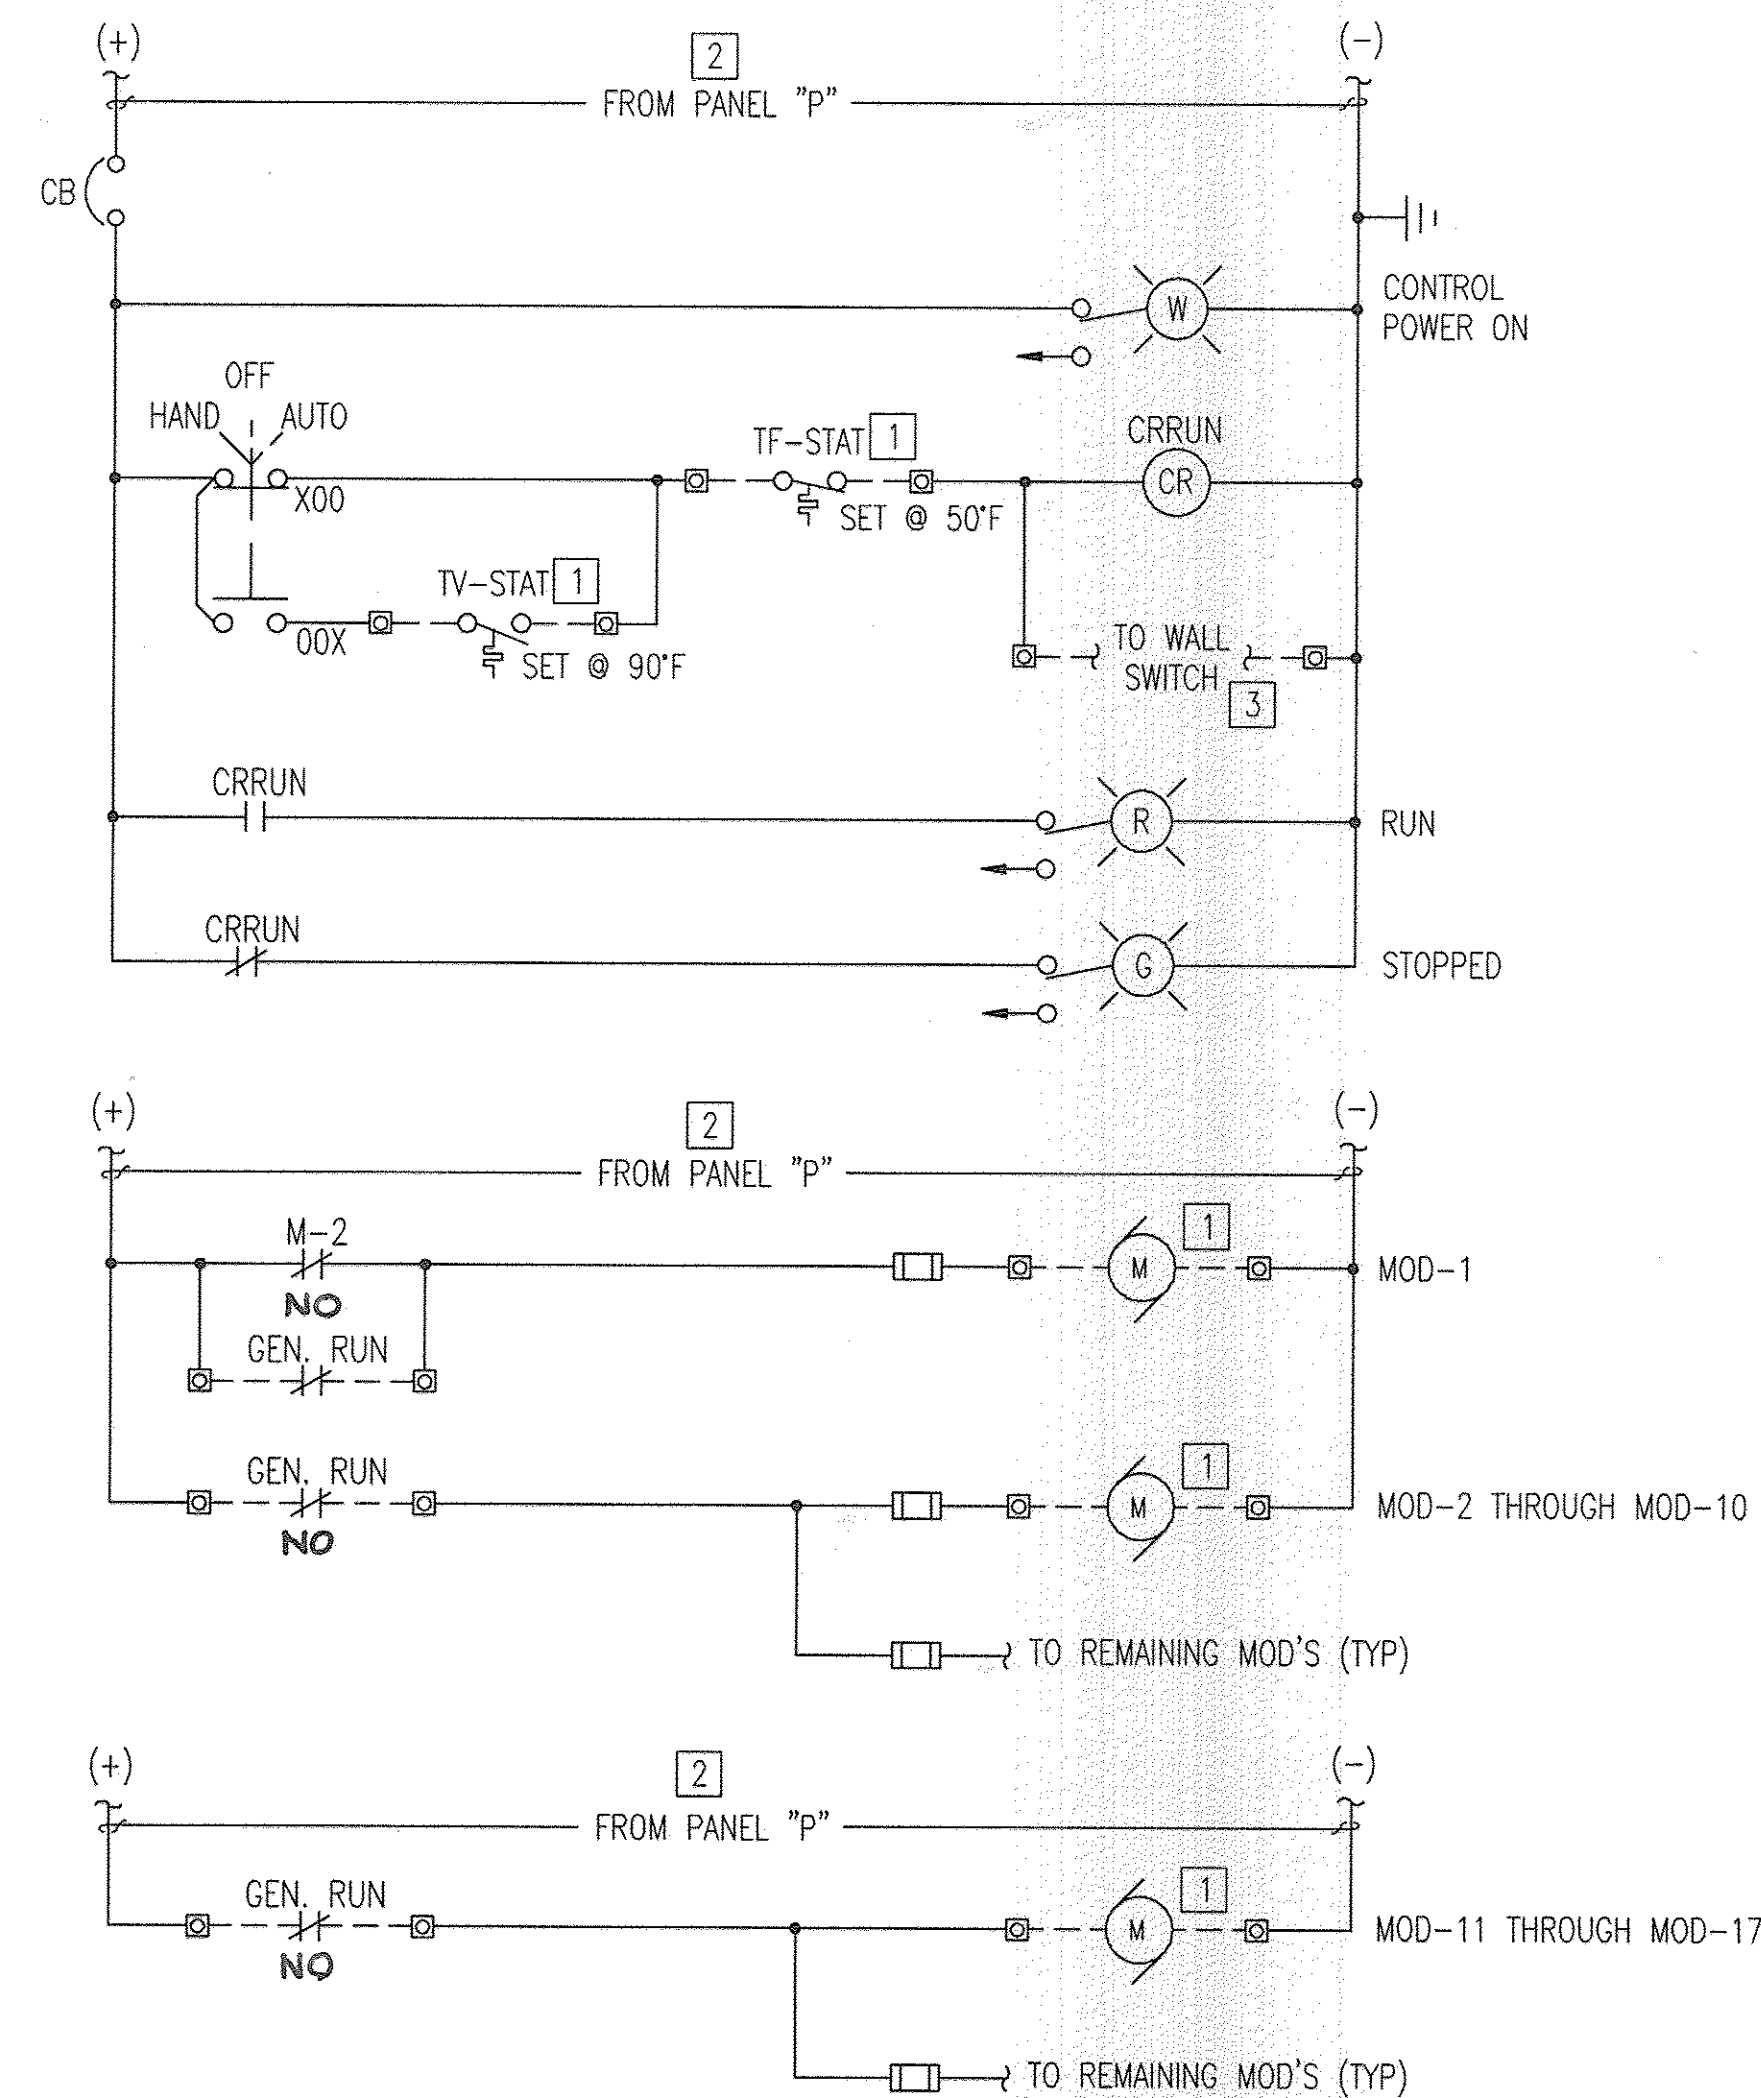 (+)
(-)
2
FROM PANEL "P"
CB
CONTROL
POWER ON
W
OFF
HAND
AUTO
X00
TF-STAT
1
SET @ 50°F
CRRUN
CR
TV-STAT
1
00X
SET @ 90°F
TO WALL
SWITCH
3
CRRUN
R
RUN
CRRUN
G
STOPPED
(+)
(-)
2
FROM PANEL "P"
M-2
NO
1
M
MOD-1
GEN. RUN
GEN. RUN
NO
1
M
MOD-2 THROUGH MOD-10
TO REMAINING MOD'S (TYP)
(+)
(-)
2
FROM PANEL "P"
GEN. RUN
NO
1
M
MOD-11 THROUGH MOD-17
TO REMAINING MOD'S (TYP)